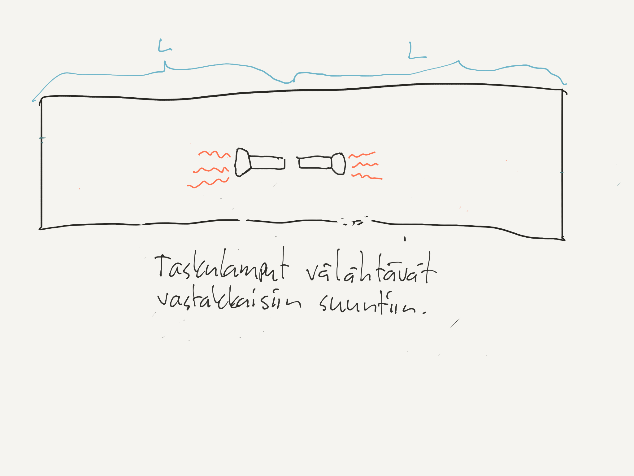 L L
Taskulamput välähtävät
vastakkaisiin suuntiin.